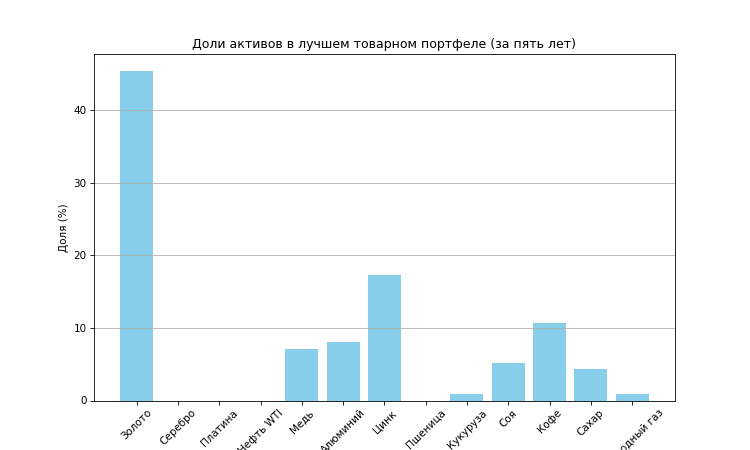 Доли активов в лучшем товарном портфеле (за пять лет)
Доля (%)
40
30
20
10
0
Золото
Серебро
Платина
Нефть WTI
Медь
Алюминий
Цинк
Пшеница
Кукуруза
Соя
Кофе
Сахар
газ